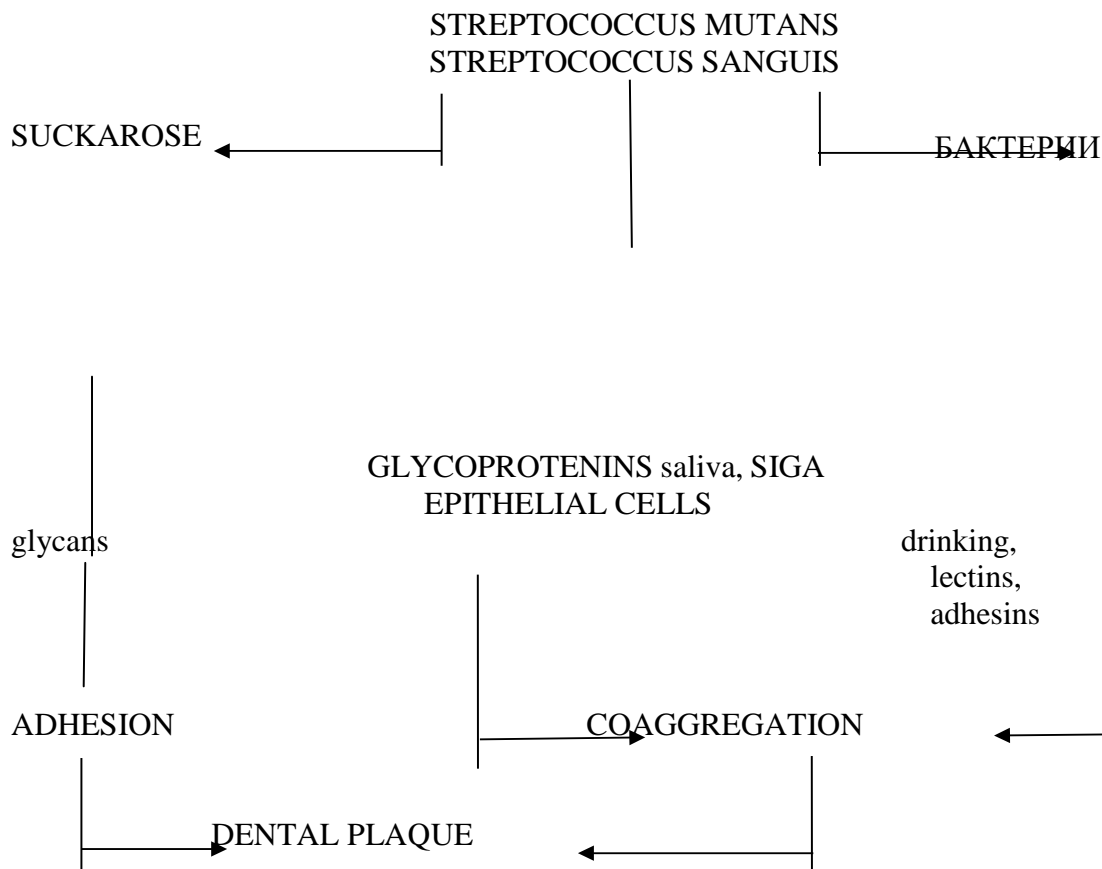 STREPTOCOCCUS MUTANS
STREPTOCOCCUS SANGUIS
SUCKAROSE
БАКТЕРИИ
GLYCOPROTENINS saliva, SIGA
EPITHELIAL CELLS
glycans
drinking,
lectins,
adhesins
ADHESION
COAGGREGATION
DENTAL PLAQUE